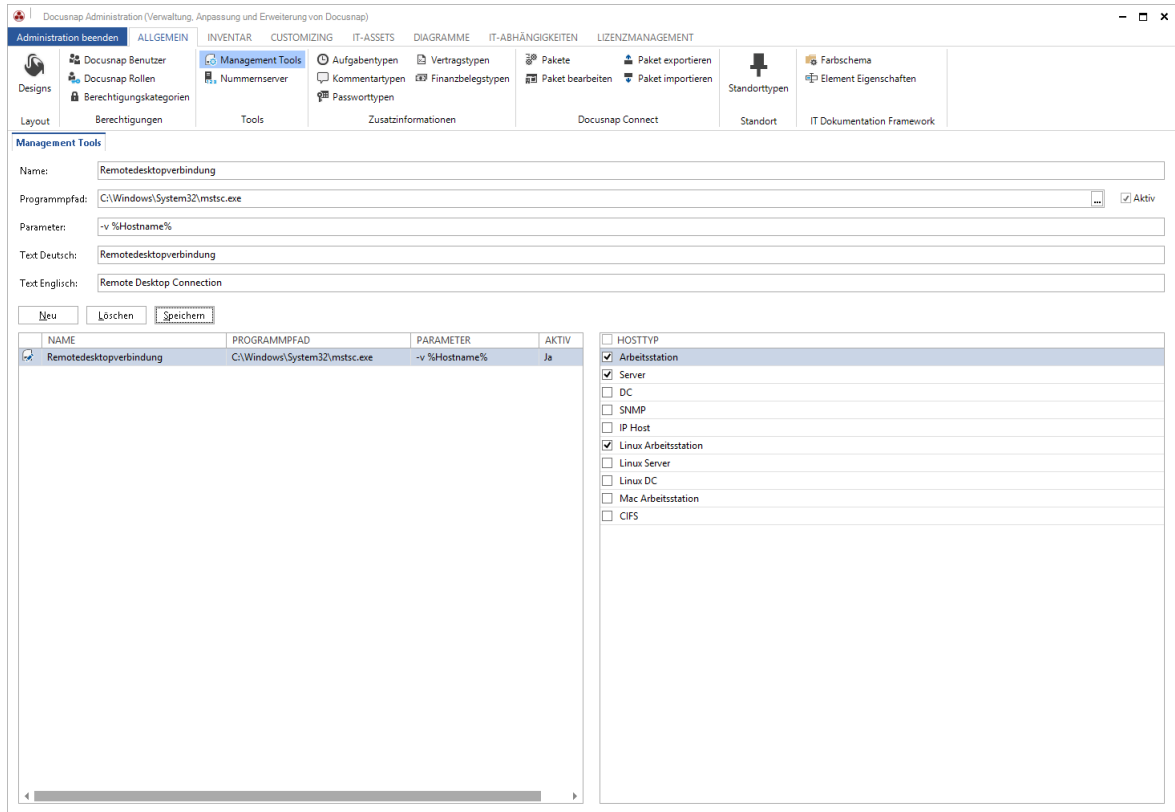 Docusnap Administration (Verwaltung, Anpassung und Erweiterung von Docusnap)
Administration beenden ALLGEMEIN INVENTAR CUSTOMIZING IT-ASSETS DIAGRAMME IT-ABHÄNGIGKEITEN LIZENZMANAGEMENT
Designs
Layout
Docusnap Benutzer
Docusnap Rollen
Berechtigungskategorien
Berechtigungen
Management Tools
Nummernserver
Tools
Aufgabentypen Vertragstypen
Kommentartypen Finanzbelegstypen
Passworttypen
Zusatzinformationen
Pakete Paket exportieren
Paket bearbeiten Paket importieren
Docusnap Connect
Standorttypen
Standort
Farbschema
Element Eigenschaften
IT Dokumentation Framework
Management Tools
Name: Remotedesktopverbindung
Programmpfad: C:\Windows\System32\mstsc.exe ... Aktiv
Parameter: -v %Hostname%
Text Deutsch: Remotedesktopverbindung
Text Englisch: Remote Desktop Connection
Neu Löschen Speichern
NAME PROGRAMMPFAD PARAMETER AKTIV
Remotedesktopverbindung C:\Windows\System32\mstsc.exe -v %Hostname% Ja
HOSTTYP
Arbeitsstation
Server
DC
SNMP
IP Host
Linux Arbeitsstation
Linux Server
Linux DC
Mac Arbeitsstation
CIFS